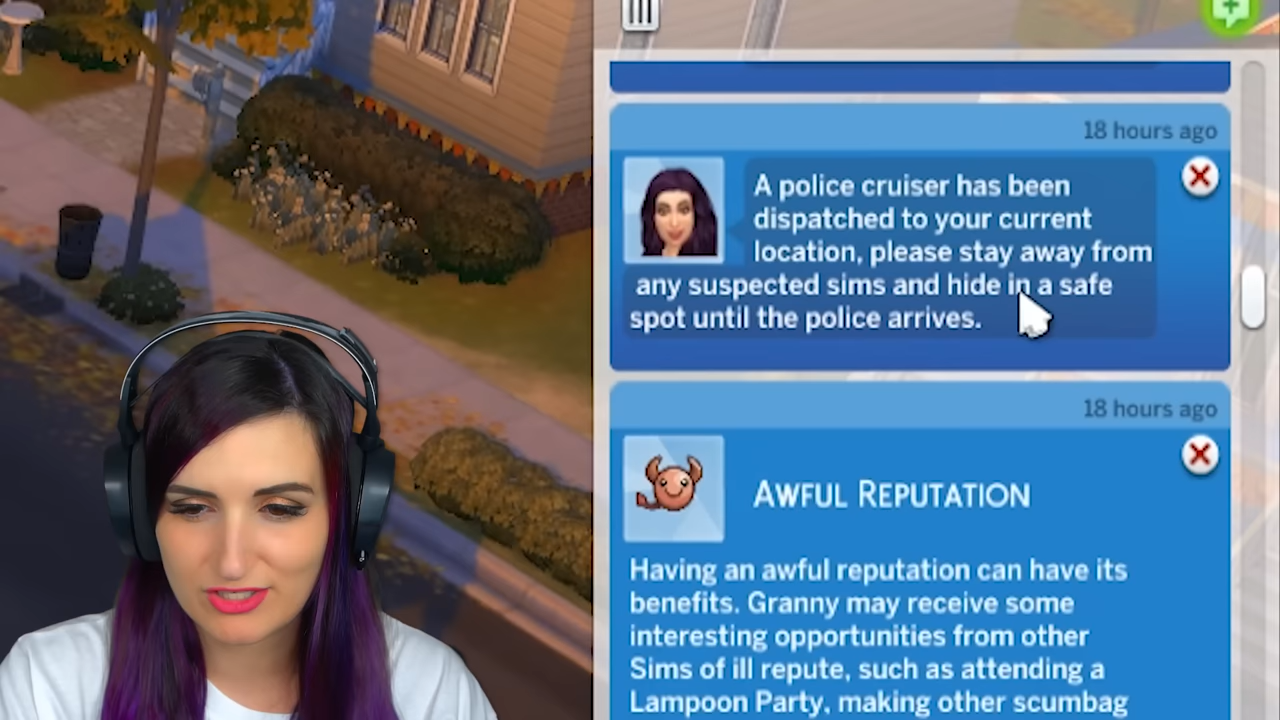 18 hours ago
A police cruiser has been
dispatched to your current
location, please stay away from
any suspected sims and hide in a safe
spot until the police arrives.
18 hours ago
AWFUL REPUTATION
Having an awful reputation can have its
benefits. Granny may receive some
interesting opportunities from other
Sims of ill repute, such as attending a
Lampoon Party, making other scumbag